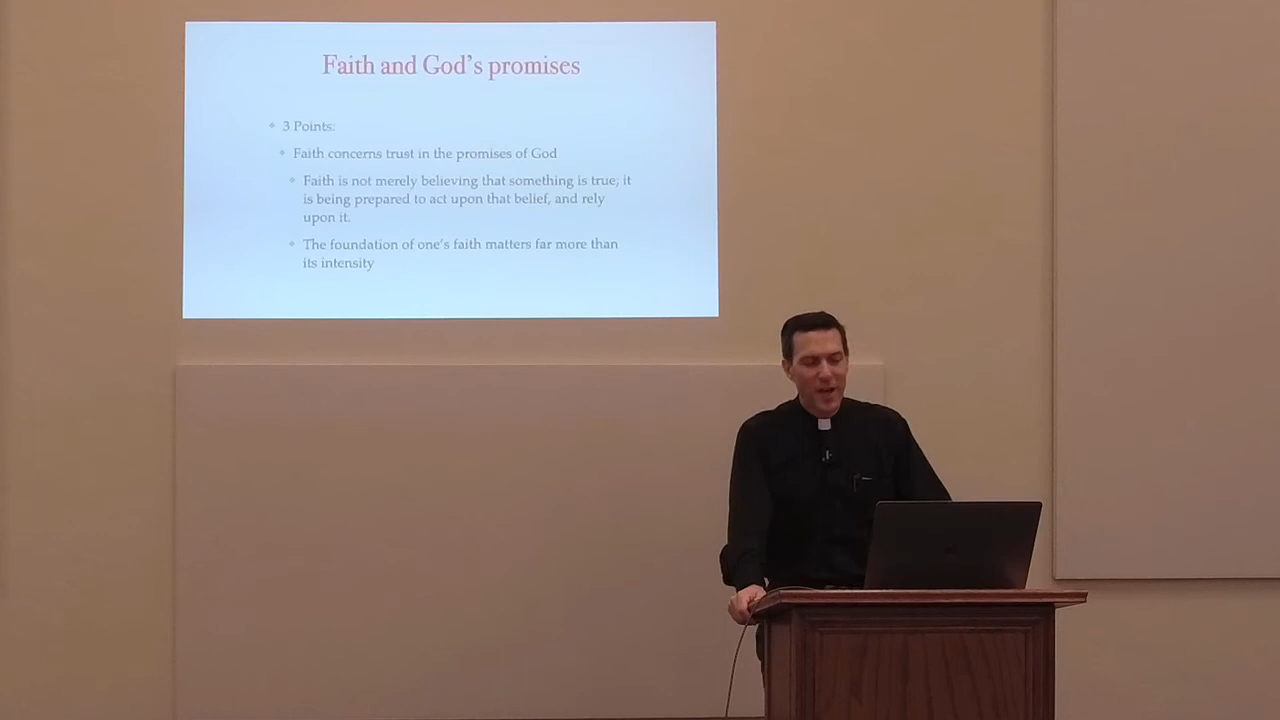 Faith and God's promises
3 Points:
Faith concerns trust in the promises of God
Faith is not merely believing that something is true; it
is being prepared to act upon that belief, and rely
upon it.
The foundation of one's faith matters far more than
its intensity